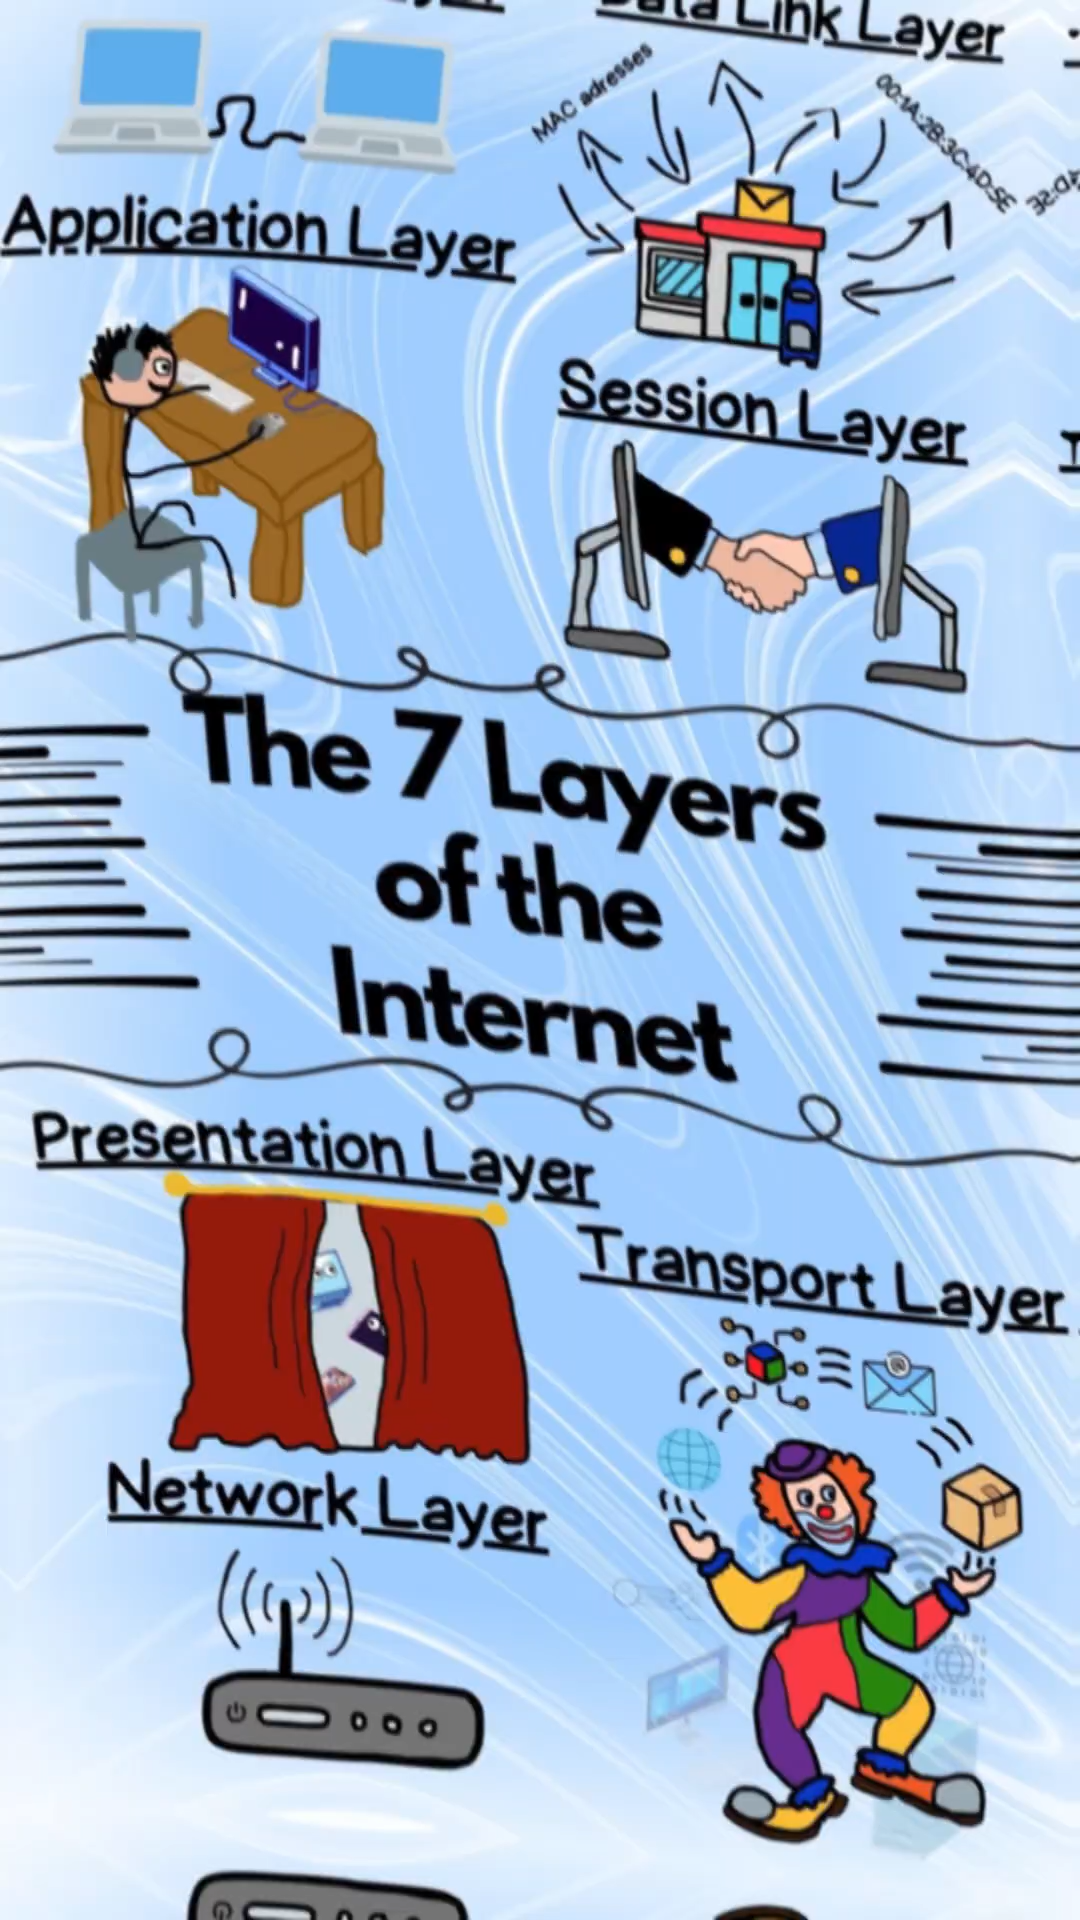 Data Link Layer
MAC adresses
00:1A:2B:3C:4D:5E
Application Layer
Session Layer
The 7 Layers
of the
Internet
Presentation Layer
Transport Layer
Network Layer